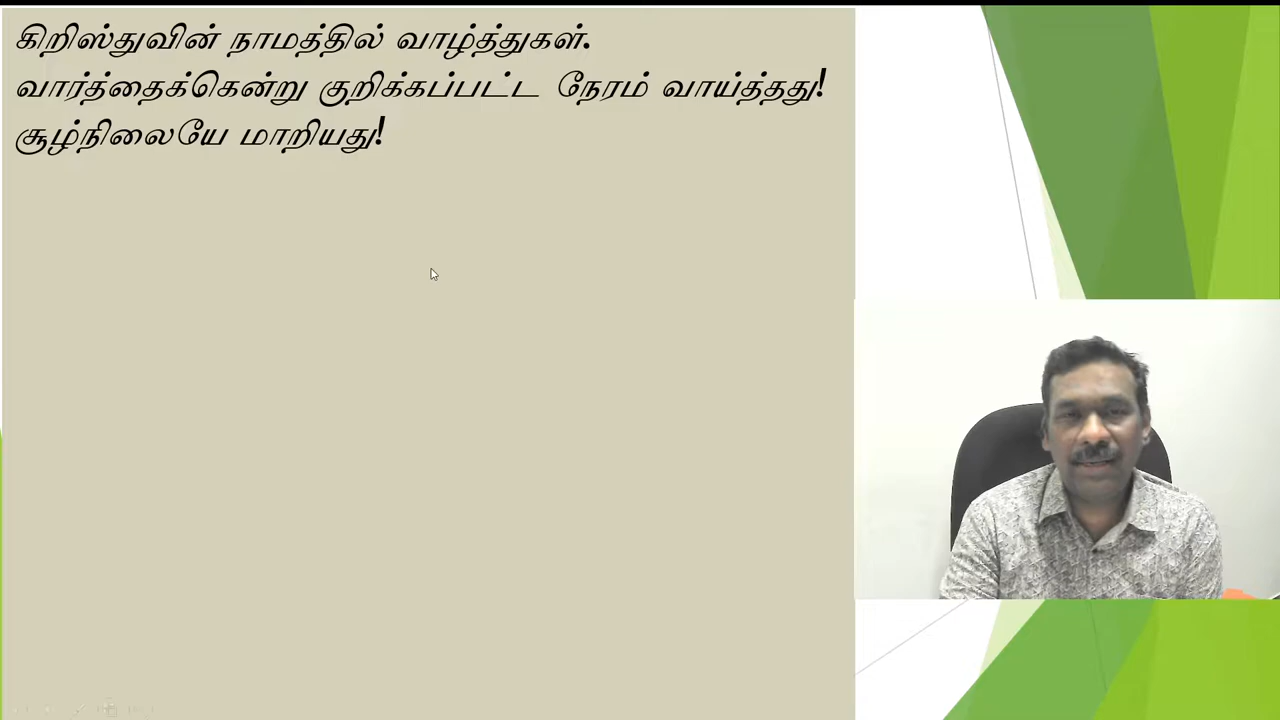 கிறிஸ்துவின் நாமத்தில் வாழ்த்துகள்.
வார்த்தைக்கென்று குறிக்கப்பட்ட நேரம் வாய்த்தது!
சூழ்நிலையே மாறியது!